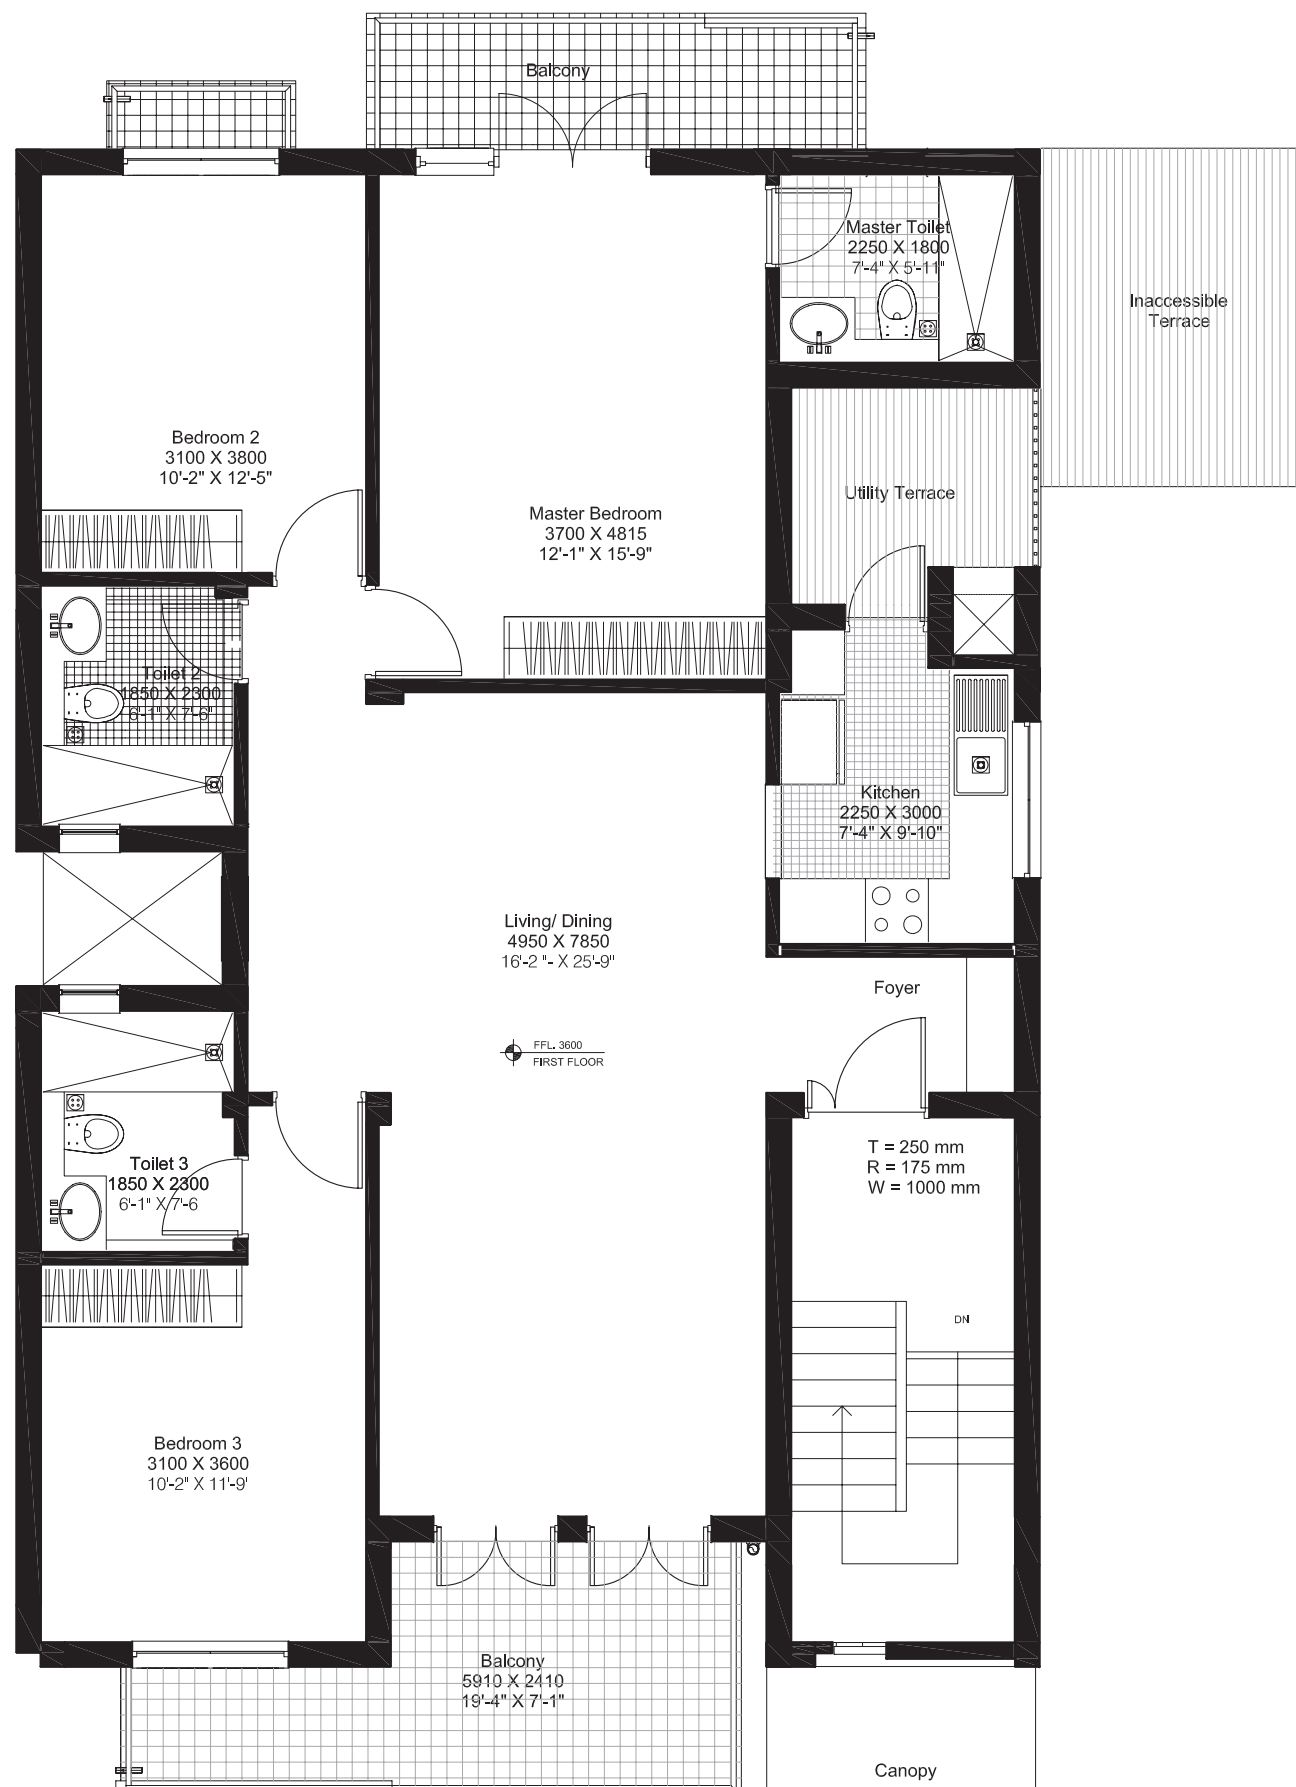 Balcony
Master Toilet
2250 X 1800
7'-4" X 5'-11"
Inaccessible
Terrace
Bedroom 2
3100 X 3800
10'-2" X 12'-5"
Utility Terrace
Master Bedroom
3700 X 4815
12'-1" X 15'-9"
Toilet 2
1850 X 2300
6'-1" X 7'-6"
Kitchen
2250 X 3000
7'-4" X 9'-10"
Living/ Dining
4950 X 7850
16'-2 "- X 25'-9"
Foyer
FFL. 3600
FIRST FLOOR
T = 250 mm
R = 175 mm
W = 1000 mm
Toilet 3
1850 X 2300
6'-1" X 7'-6
DN
Bedroom 3
3100 X 3600
10'-2" X 11'-9'
Balcony
5910 X 2410
19'-4" X 7'-1"
Canopy